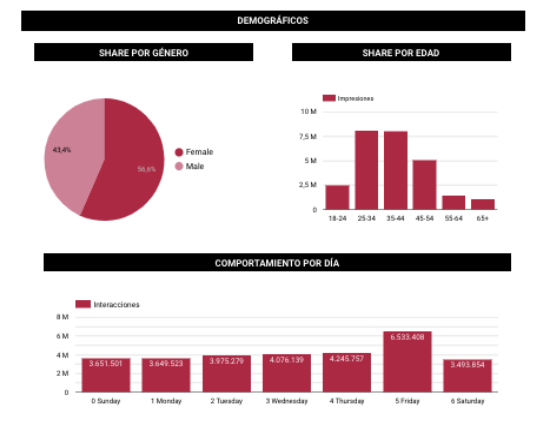 DEMOGRÁFICOS
SHARE POR GÉNERO
43,4%
56,6%
Female
Male
SHARE POR EDAD
Impresiones
10 M
7,5 M
5 M
2,5 M
0
18-24 25-34 35-44 45-54 55-64 65+
COMPORTAMIENTO POR DÍA
Interacciones
8 M
6 M
4 M
2 M
0
3.651.501 3.649.523 3.975.279 4.076.139 4.245.757 6.533.408 3.493.854
0 Sunday 1 Monday 2 Tuesday 3 Wednesday 4 Thursday 5 Friday 6 Saturday